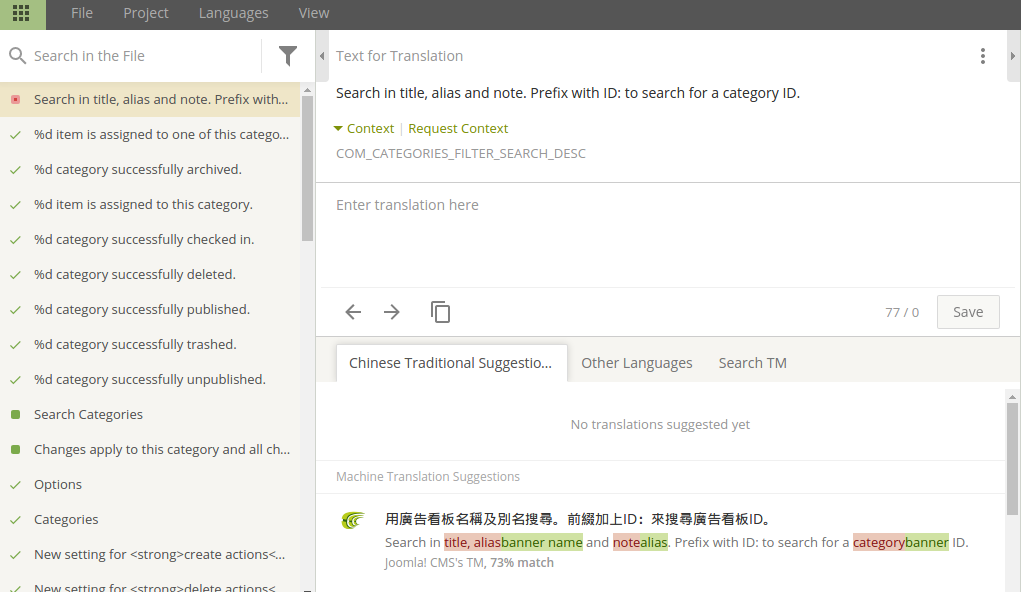 File Project Languages View
Search in the File
Search in title, alias and note. Prefix with...
%d item is assigned to one of this catego...
%d category successfully archived.
%d item is assigned to this category.
%d category successfully checked in.
%d category successfully deleted.
%d category successfully published.
%d category successfully trashed.
%d category successfully unpublished.
Search Categories
Changes apply to this category and all ch...
Options
Categories
New setting for <strong>create actions<...
New setting for <strong>delete actions<
Text for Translation
Search in title, alias and note. Prefix with ID: to search for a category ID.
Context | Request Context
COM_CATEGORIES_FILTER_SEARCH_DESC
Enter translation here
77 / 0 Save
Chinese Traditional Suggestio... Other Languages Search TM
No translations suggested yet
Machine Translation Suggestions
用廣告看板名稱及別名搜尋。前綴加上ID：來搜尋廣告看板ID。
Search in title, aliasbanner name and notealias. Prefix with ID: to search for a categorybanner ID.
Joomla! CMS's TM, 73% match